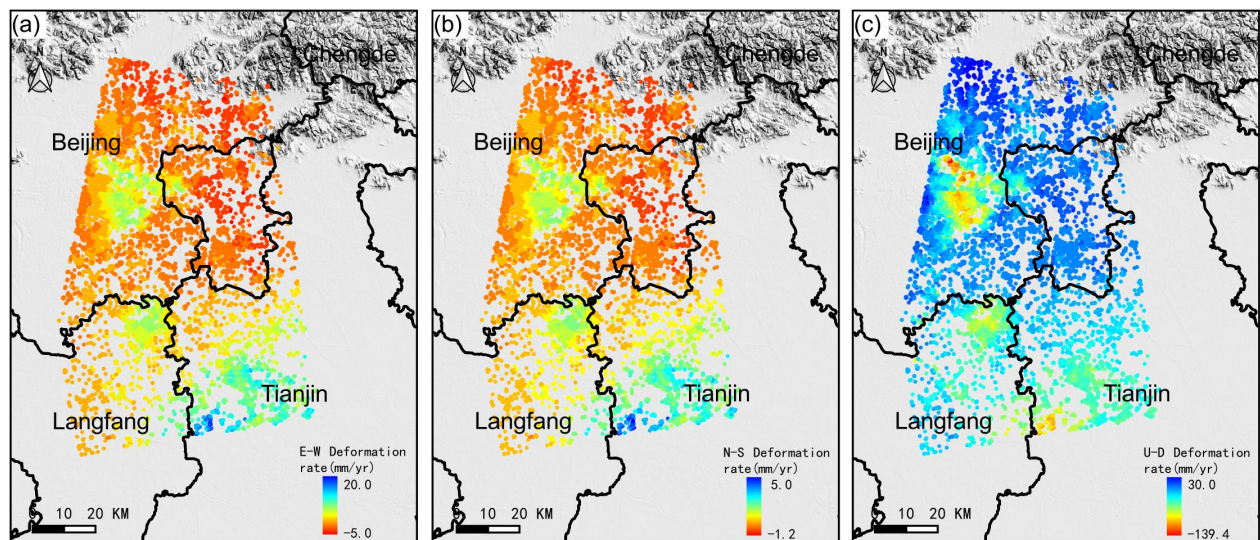 (a)
N
Chengde
Beijing
Tianjin
Langfang
E-W Deformation
rate(mm/yr)
20.0
-5.0
10 20 KM
(b)
N
Chengde
Beijing
Tianjin
Langfang
N-S Deformation
rate(mm/yr)
5.0
-1.2
10 20 KM
(c)
N
Chengde
Beijing
Tianjin
Langfang
U-D Deformation
rate(mm/yr)
30.0
-139.4
10 20 KM